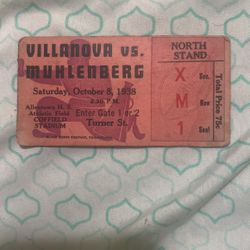 VILLANOVA vs.
MUHLENBERG
Saturday, October 8, 1938
2:30 P.M.
Allentown H. S.
Athletic Field
STADIUM
Enter Gate 1 or 2
Turner St.
NORTH
STAND
X Sec.
M Row
1 Seat
Total Price 75c